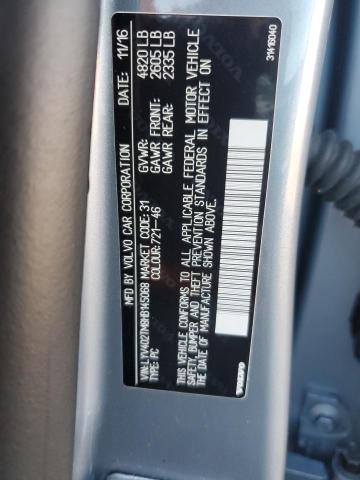 MFD BY VOLVO CAR CORPORATION DATE: 11/16
GVWR: 4820 LB
GAWR FRONT: 2605 LB
GAWR REAR: 2335 LB
VIN: LYV402TM8HB145068 MARKET CODE: 31
TYPE: PC COLOUR: 721-46
THIS VEHICLE CONFORMS TO ALL APPLICABLE FEDERAL MOTOR VEHICLE
SAFETY, BUMPER AND THEFT PREVENTION STANDARDS IN EFFECT ON
THE DATE OF MANUFACTURE SHOWN ABOVE.
VOLVO
31416040